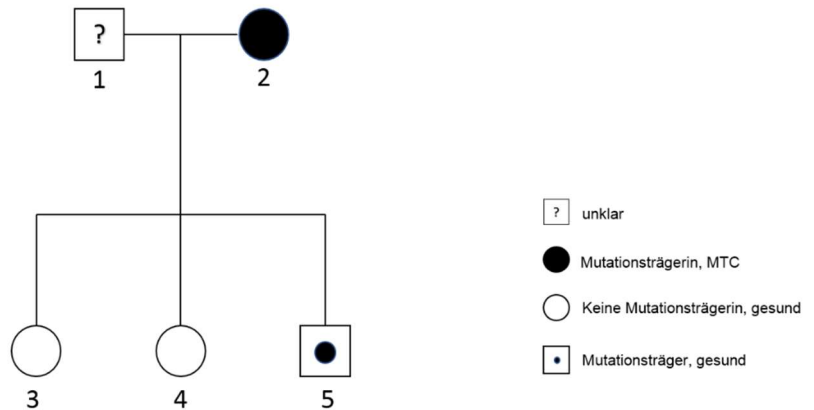 ?
1
2
3
4
5
? unklar
Mutationsträgerin, MTC
Keine Mutationsträgerin, gesund
Mutationsträger, gesund